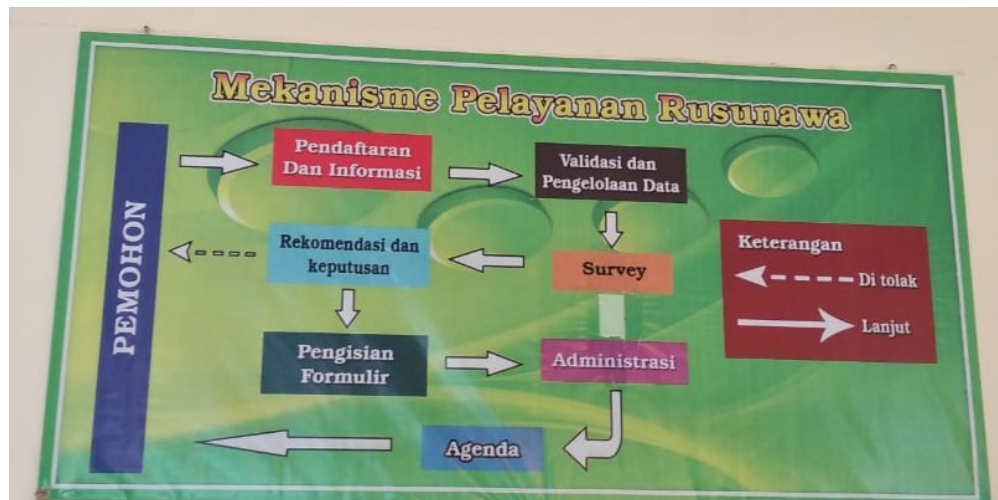 Mekanisme Pelayanan Rusunawa
PEMOHON
Pendaftaran
Dan Informasi
Validasi dan
Pengelolaan Data
Rekomendasi dan
keputusan
Survey
Pengisian
Formulir
Administrasi
Agenda
Keterangan
Di tolak
Lanjut